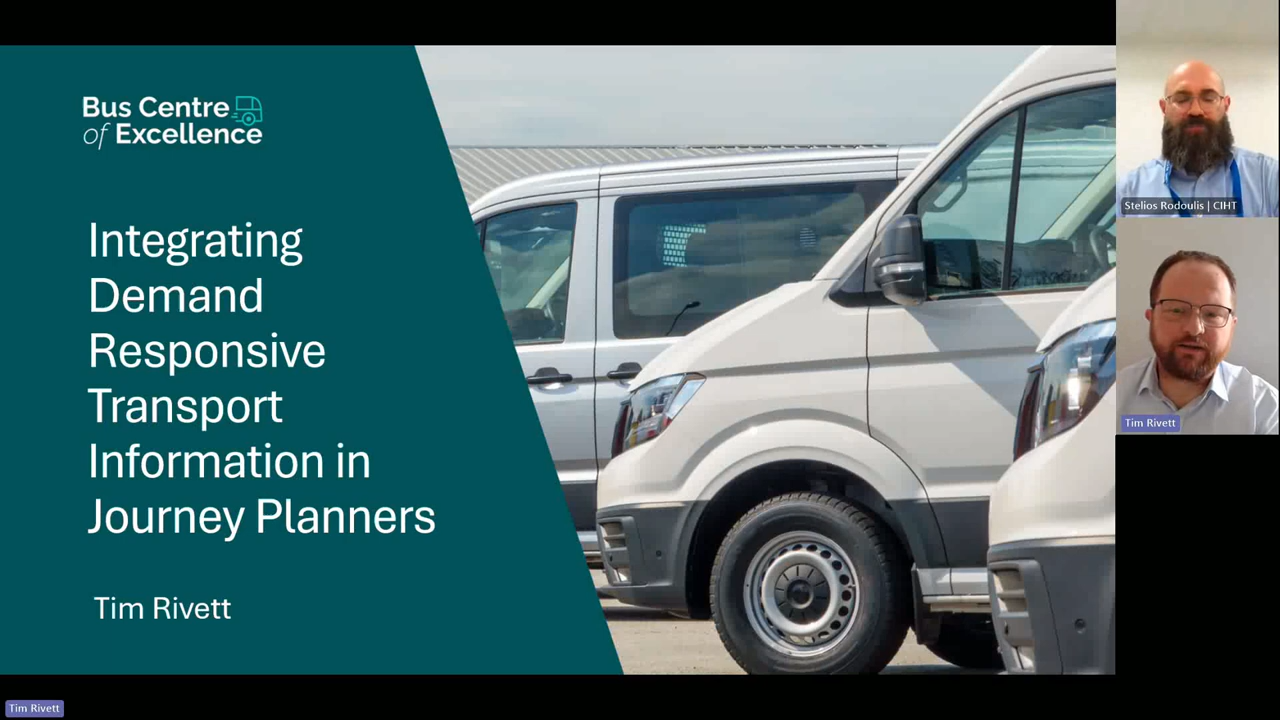 Bus Centre
of Excellence
Integrating
Demand
Responsive
Transport
Information in
Journey Planners
Tim Rivett
Stelios Rodoulis | CIHT
Tim Rivett
Tim Rivett